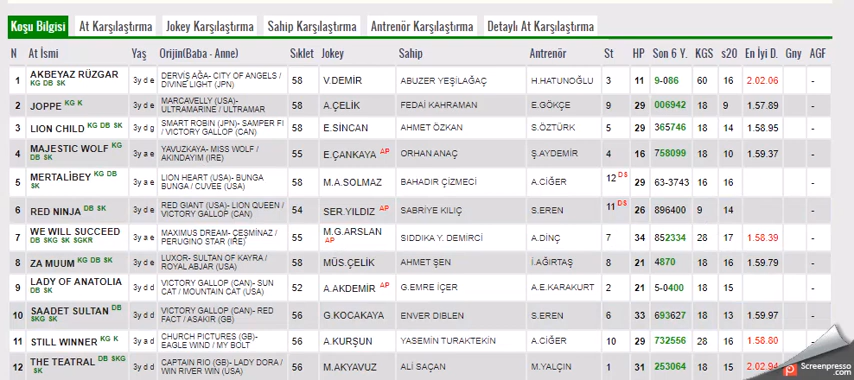 Koşu Bilgisi At Karşılaştırma Jokey Karşılaştırma Sahip Karşılaştırma Antrenör Karşılaştırma Detaylı At Karşılaştırma
N At İsmi Yaş Orijin(Baba - Anne) Sıklet Jokey Sahip Antrenör St HP Son 6 Y. KGS s20 En İyi D. Gny AGF
1 AKBEYAZ RÜZGAR KG DB SK 3y d e DERVİŞ AĞA- CITY OF ANGELS / DIVINE LIGHT (JPN) 58 V.DEMİR ABUZER YEŞİLAĞAÇ H.HATUNOĞLU 3 11 9-086 60 16 2.02.06 -
2 JOPPE KG K 3y d e MARCAVELLY (USA)- ULTRAMARINE / ULTRAMAR 58 A.ÇELİK FEDAİ KAHRAMAN E.GÖKÇE 9 29 006942 18 9 1.57.89 -
3 LION CHILD KG DB SK 3y d g SMART ROBIN (JPN)- SAMPER FI / VICTORY GALLOP (CAN) 58 E.SİNCAN AHMET ÖZKAN S.ÖZTÜRK 5 29 365746 18 14 1.58.95 -
4 MAJESTIC WOLF KG DB SK 3y a e YAVUZKAYA- MISS WOLF / AKINDAYIM (IRE) 55 E.ÇANKAYA AP ORHAN ANAÇ Ş.AYDEMİR 4 16 758099 18 10 1.59.37 -
5 MERTALİBEY KG DB SK 3y a e LION HEART (USA)- BUNGA BUNGA / CUVEE (USA) 58 M.A.SOLMAZ BAHADIR ÇİZMECİ A.CİĞER 12 DS 29 63-3743 16 16 -
6 RED NINJA DB SK 3y d e RED GIANT (USA)- LION QUEEN / VICTORY GALLOP (CAN) 54 SER.YILDIZ AP SABRİYE KILIÇ S.EREN 11 DS 26 896400 9 14 -
7 WE WILL SUCCEED DB SKG SK SGKR 3y a e MAXIMUS DREAM- ÇEŞMİNAZ / PERUGINO STAR (IRE) 55 M.G.ARSLAN AP SIDDIKA Y. DEMİRCİ A.DİNÇ 7 34 852334 28 17 1.58.39 -
8 ZA MUUM KG DB SK 3y d e LUXOR- SULTAN OF KAYRA / ROYAL ABJAR (USA) 58 MÜS.ÇELİK AHMET ŞEN İ.AĞIRTAŞ 8 21 4870 18 16 1.59.79 -
9 LADY OF ANATOLIA DB SK 3y d d VICTORY GALLOP (CAN)- SUN CAT / MOUNTAIN CAT (USA) 52 A.AKDEMİR AP G.EMRE İÇER A.E.KARAKURT 2 21 5-0400 18 15 -
10 SAADET SULTAN DB SKG SK 3y d d VICTORY GALLOP (CAN)- RED FACT / ASAKIR (GB) 56 G.KOCAKAYA ENVER DIBLEN S.EREN 6 33 693627 18 13 1.59.97 -
11 STILL WINNER KG K 3y a d CHURCH PICTURES (GB)- EAGLE WIND / MY BOLT 56 A.KURŞUN YASEMİN TURAKTEKİN A.CİĞER 10 29 732556 28 16 1.58.80 -
12 THE TEATRAL DB SKG SK 3y d d CAPTAIN RIO (GB)- LADY DORA / WIN RIVER WIN (USA) 56 M.AKYAVUZ ALİ SAÇAN M.YALÇIN 1 31 253064 18 15 2.02.94
Screenpresso
.com